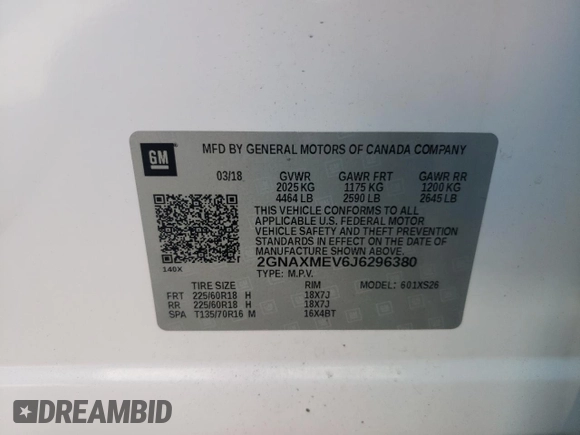 GM
MFD BY GENERAL MOTORS OF CANADA COMPANY
03/18 GVWR GAWR FRT GAWR RR
2025 KG 1175 KG 1200 KG
4464 LB 2590 LB 2645 LB
THIS VEHICLE CONFORMS TO ALL
APPLICABLE U.S. FEDERAL MOTOR
VEHICLE SAFETY AND THEFT PREVENTION
STANDARDS IN EFFECT ON THE DATE OF
MANUFACTURE SHOWN ABOVE.
2GNAXMEV6J6296380
140X
TYPE: M.P.V.
TIRE SIZE RIM MODEL: 601XS26
FRT 225/60R18 H 18X7J
RR 225/60R18 H 18X7J
SPA T135/70R16 M 16X4BT
DREAMBID